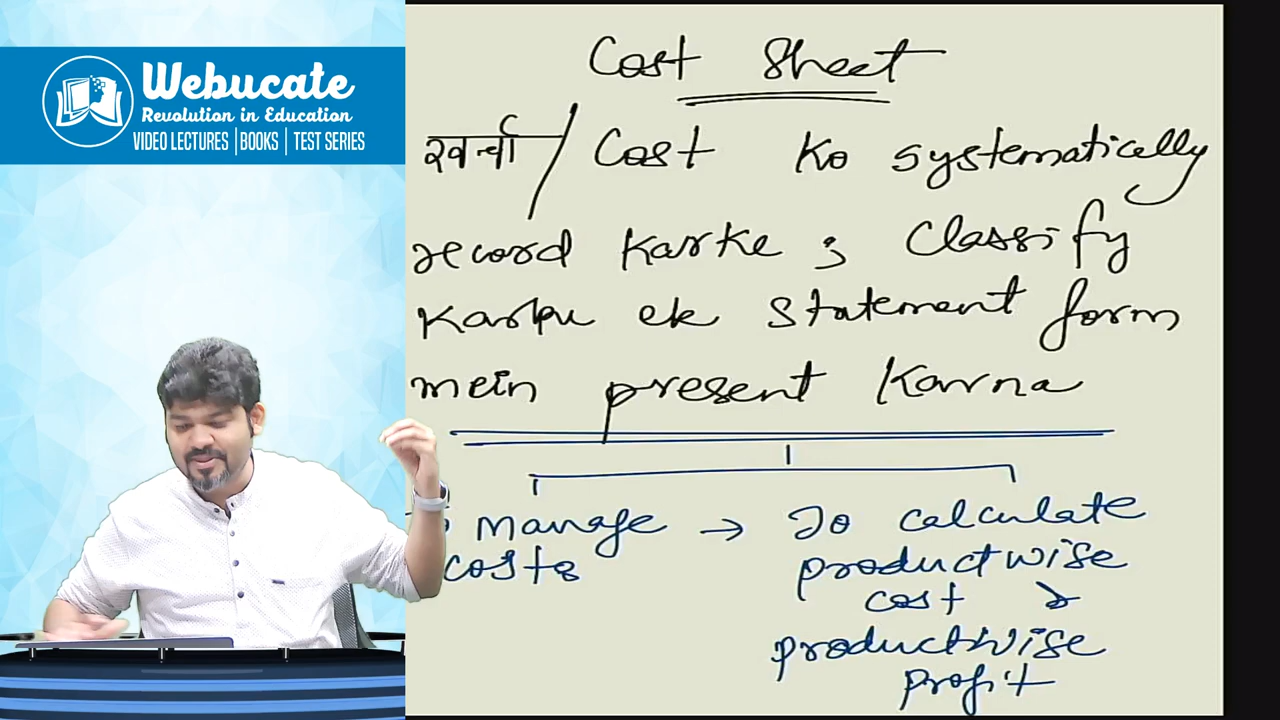 Webucate
Revolution in Education
VIDEO LECTURES | BOOKS | TEST SERIES
Cost Sheet
खर्चा / Cost Ko systematically
record Karke & Classify
Karke ek statement form
mein present Karna
manage → To calculate
costs productwise
cost &
productwise
profit